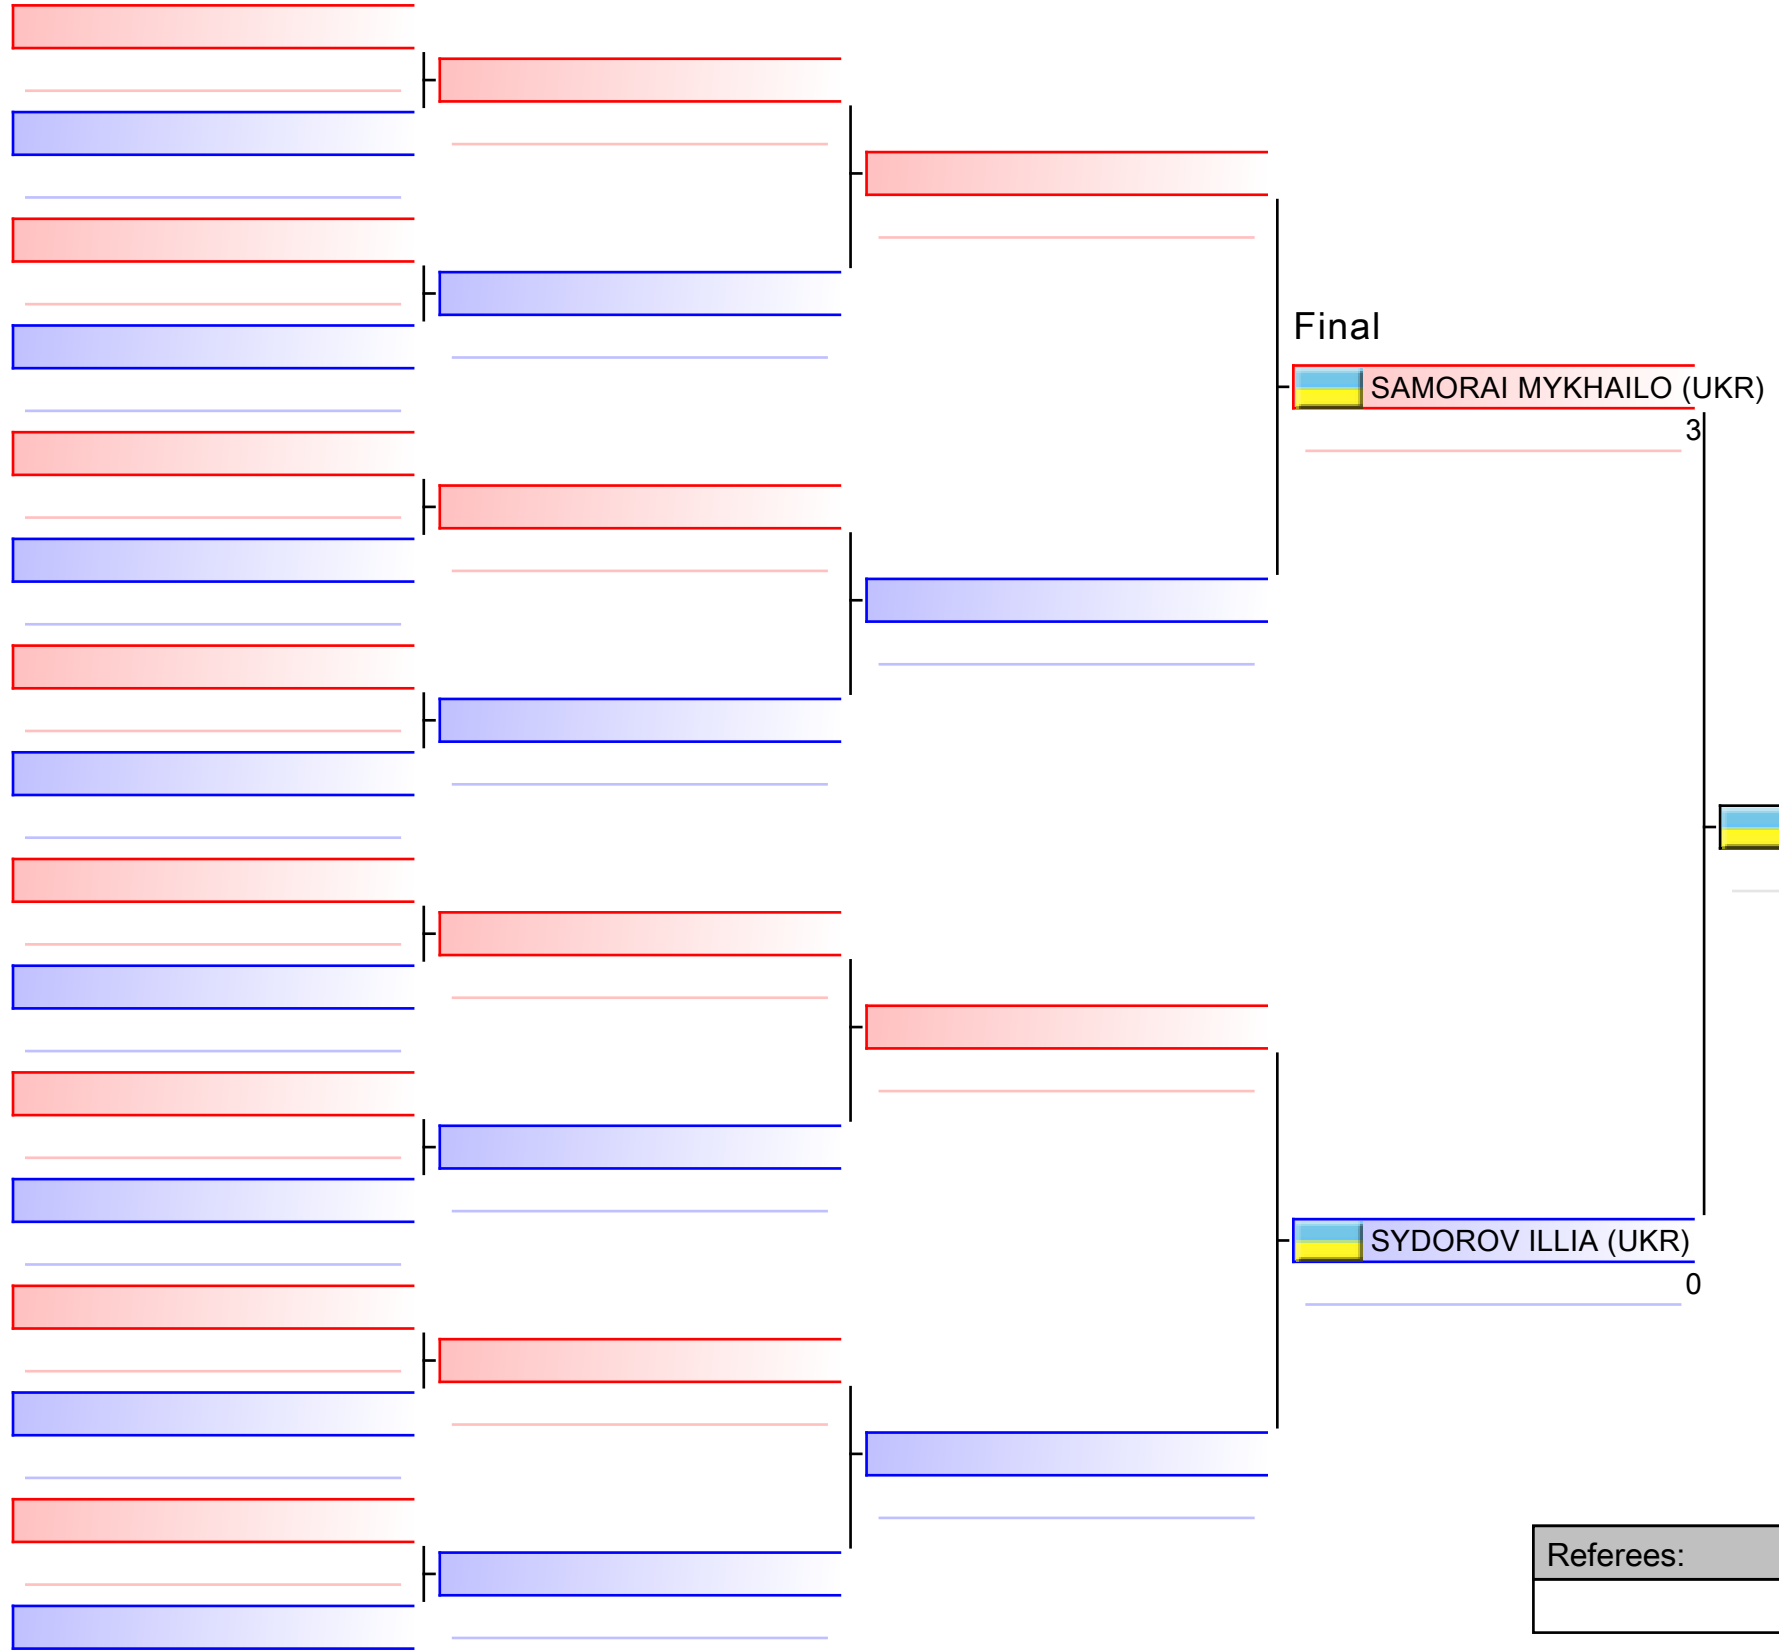 Final
SAMORAI MYKHAILO (UKR)
3
SYDOROV ILLIA (UKR)
0
Referees: